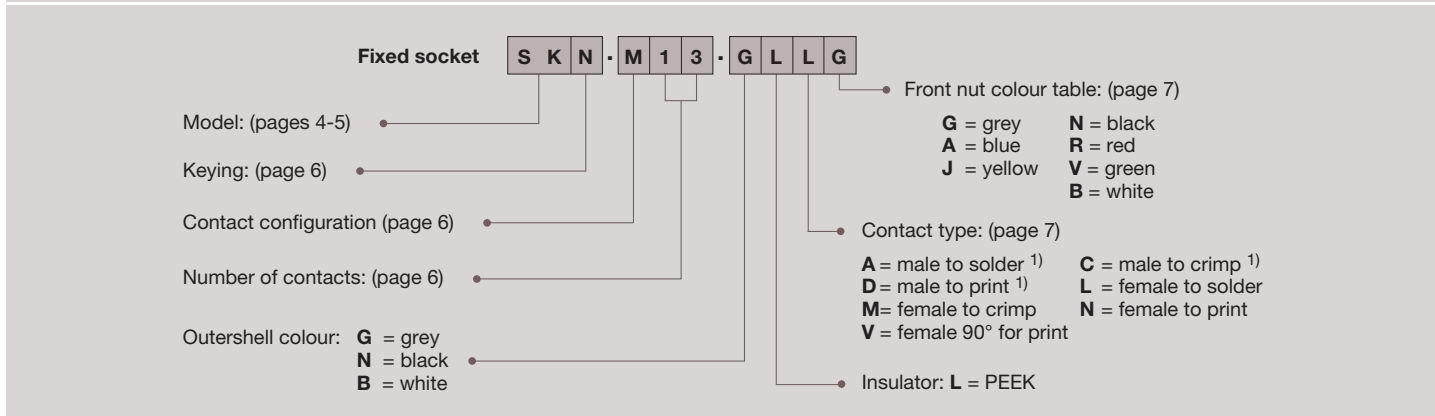 Fixed socket S K N . M 1 3 . G L L G
Model: (pages 4-5)
Keying: (page 6)
Contact configuration (page 6)
Number of contacts: (page 6)
Outershell colour: G = grey
N = black
B = white
Front nut colour table: (page 7)
G = grey N = black
A = blue R = red
J = yellow V = green
B = white
Contact type: (page 7)
A = male to solder 1) C = male to crimp 1)
D = male to print 1) L = female to solder
M= female to crimp N = female to print
V = female 90° for print
Insulator: L = PEEK